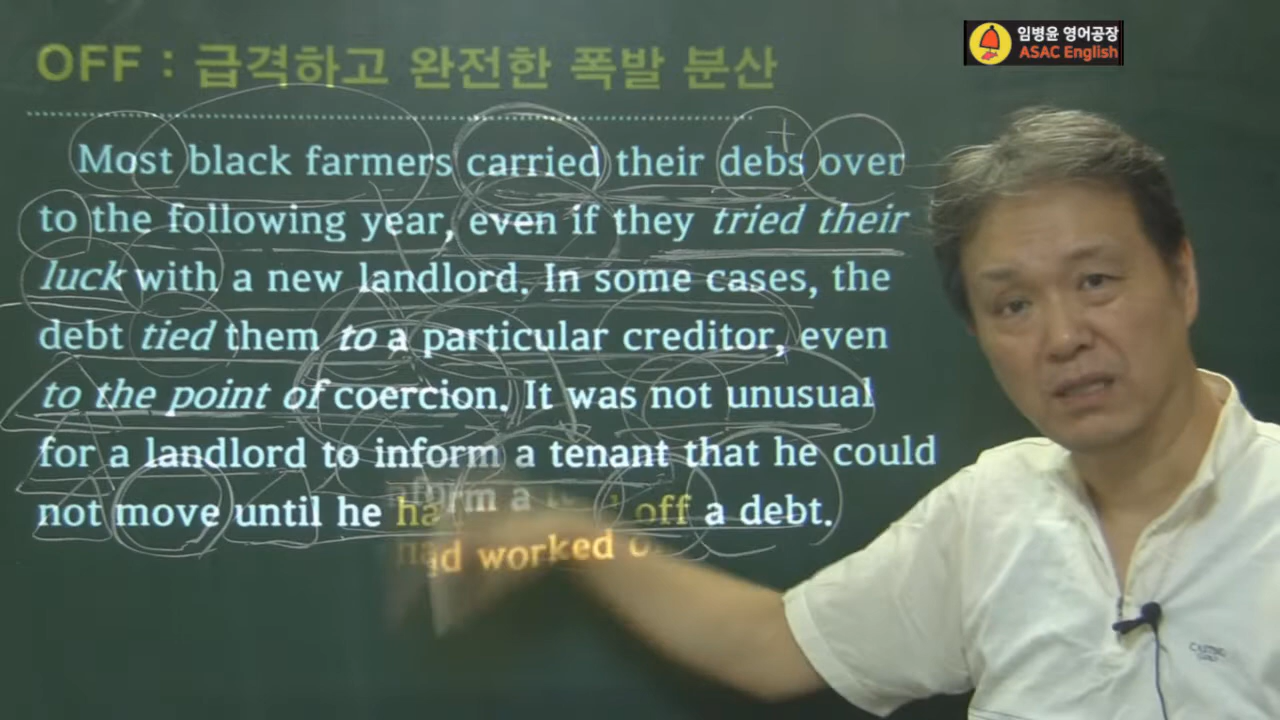 임병윤 영어공장
ASAC English
OFF : 급격하고 완전한 폭발 분산
Most black farmers carried their debs over
to the following year, even if they tried their
luck with a new landlord. In some cases, the
debt tied them to a particular creditor, even
to the point of coercion. It was not unusual
for a landlord to inform a tenant that he could
not move until he had worked off a debt.